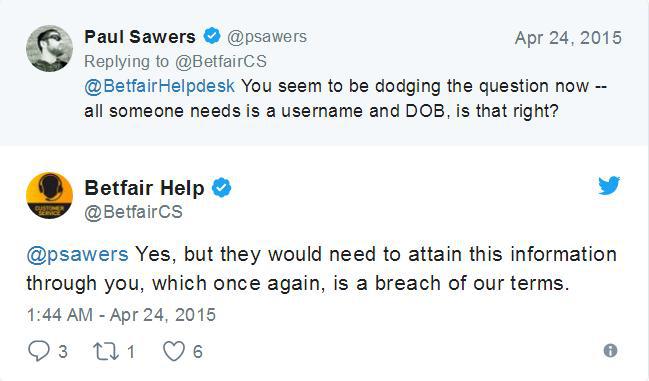 Paul Sawers @psawers Apr 24, 2015
Replying to @BetfairCS
@BetfairHelpdesk You seem to be dodging the question now --
all someone needs is a username and DOB, is that right?
CUSTOMER
SERVICE
Betfair Help
@BetfairCS
@psawers Yes, but they would need to attain this information
through you, which once again, is a breach of our terms.
1:44 AM - Apr 24, 2015
3 1 6